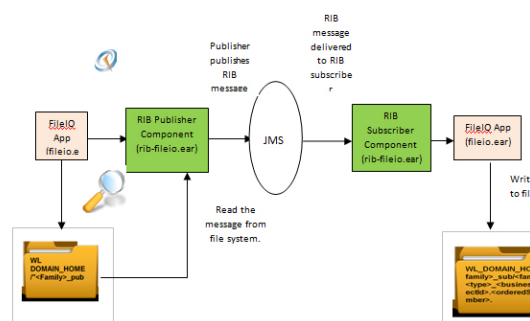 RIB
message
delivered
to RIB
subscribe
r
Publisher
publishes
RIB
message
FileIO
App
(fileio.e
RIB Publisher
Component
(rib-fileio.ear)
JMS
RIB
Subscriber
Component
(rib-fileio.ear)
FileIO App
(fileio.ear)
Read the
message from
file system.
Writ
to fil
WL
DOMAIN_HOME
/"<Family>_pub
WL_DOMAIN_HO
family>_sub/<fam
<type>_<busines
ectId>.<orderedS
mber>.